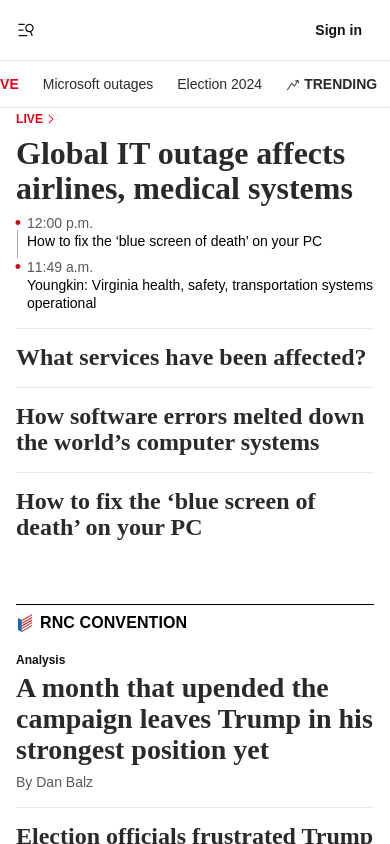 Sign in
VE Microsoft outages Election 2024 TRENDING
LIVE
Global IT outage affects
airlines, medical systems
12:00 p.m.
How to fix the ‘blue screen of death’ on your PC
11:49 a.m.
Youngkin: Virginia health, safety, transportation systems
operational
What services have been affected?
How software errors melted down
the world’s computer systems
How to fix the ‘blue screen of
death’ on your PC
RNC CONVENTION
Analysis
A month that upended the
campaign leaves Trump in his
strongest position yet
By Dan Balz
Election officials frustrated Trump